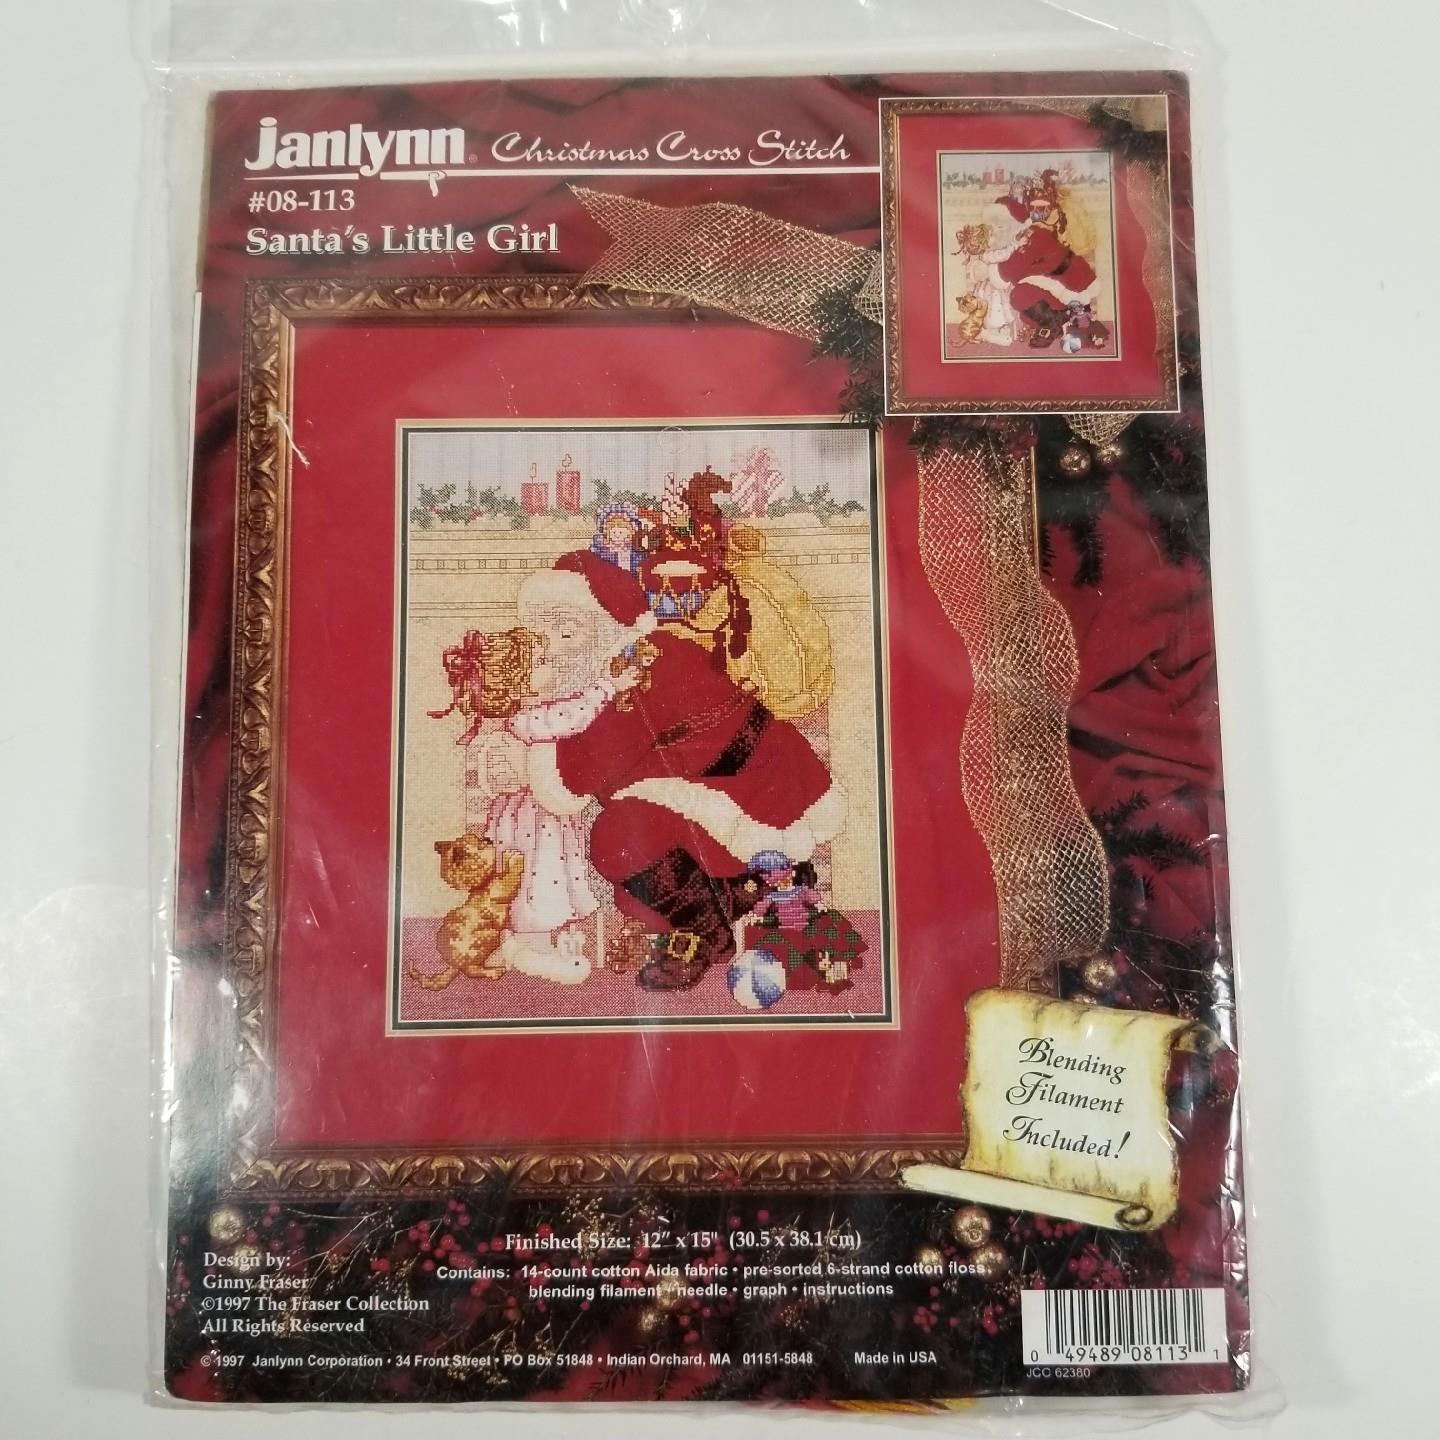 Janlynn® Christmas Cross Stitch
#08-113
Santa's Little Girl
Blending
Filament
Included!
Finished Size: 12" x 15" (30.5 x 38.1 cm)
Contains: 14-count cotton Aida fabric • pre-sorted 6-strand cotton floss
blending filament • needle • graph • instructions
Design by:
Ginny Fraser
©1997 The Fraser Collection
All Rights Reserved
© 1997 Janlynn Corporation • 34 Front Street • PO Box 51848 • Indian Orchard, MA 01151-5848 Made in USA
0 49489 08113 1
JCC 62380